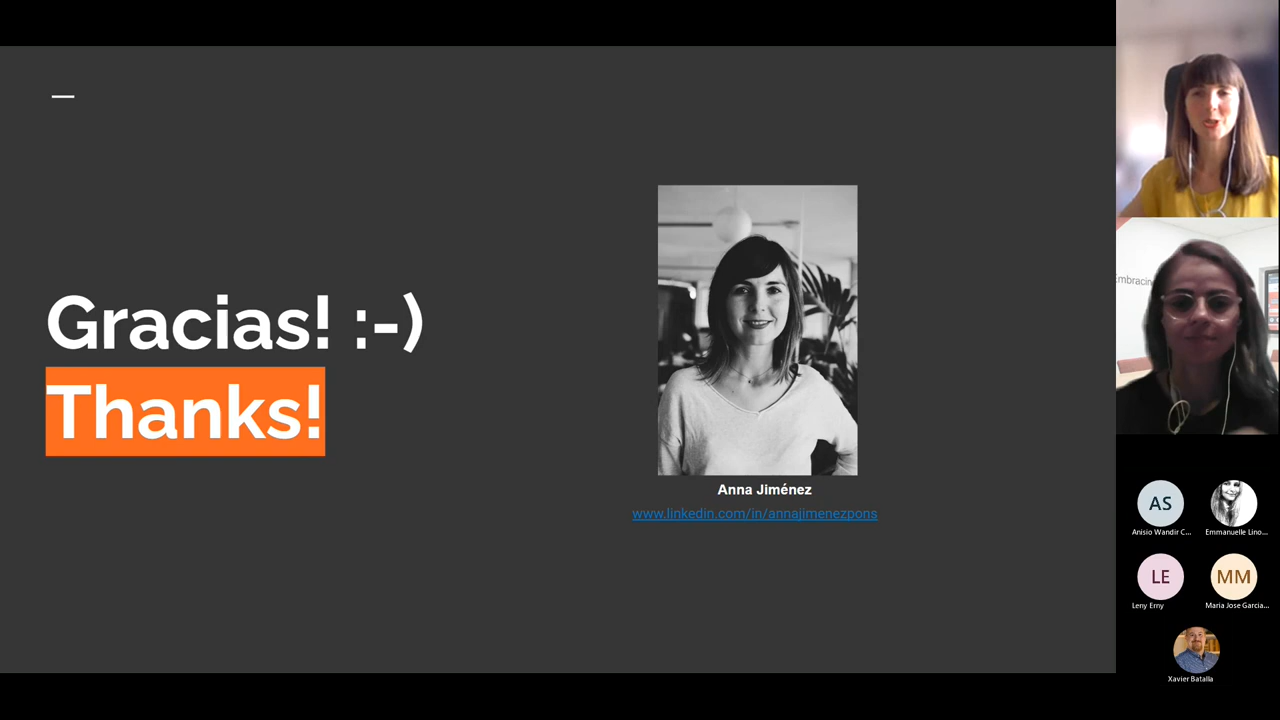 Gracias! :-)
Thanks!
Anna Jiménez
www.linkedin.com/in/annajimenezpons
Embracin
AS
Anisio Wandir C...
Emmanuelle Lino...
LE
Leny Erny
MM
Maria Jose Garcia...
Xavier Batalla